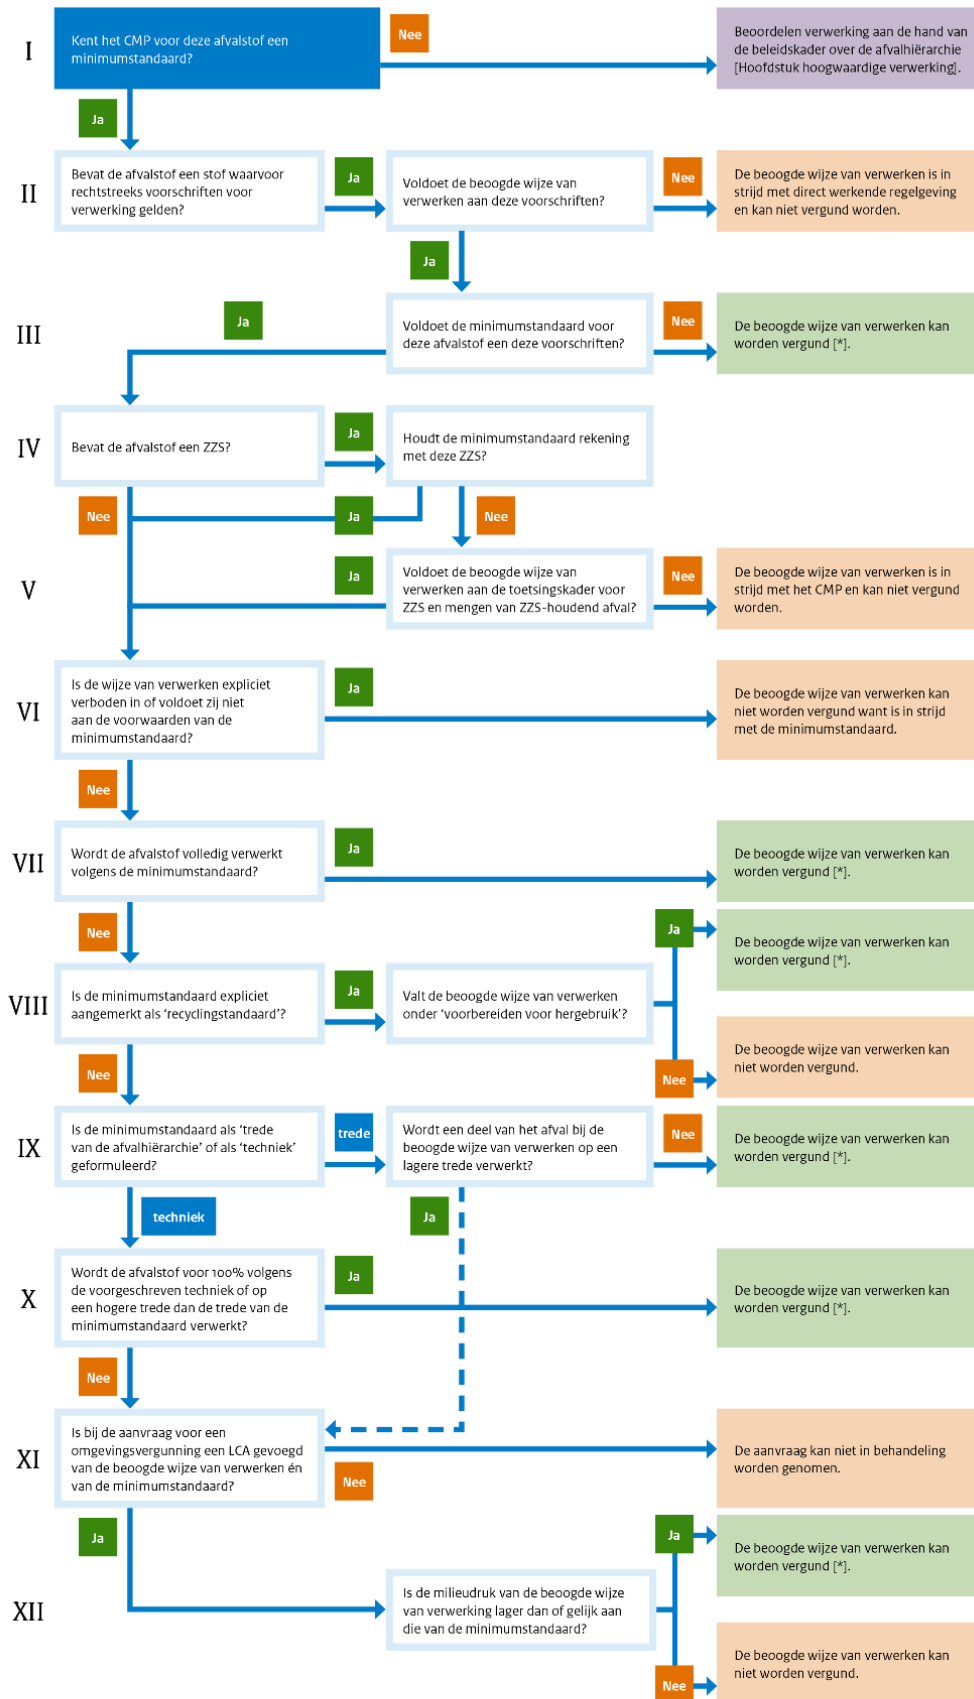 I
Kent het CMP voor deze afvalstof een
minimumstandaard?
Nee
Beoordelen verwerking aan de hand van
de beleidskader over de afvalhiërarchie
[Hoofdstuk hoogwaardige verwerking].
Ja
II
Bevat de afvalstof een stof waarvoor
rechtstreeks voorschriften voor
verwerking gelden?
Ja
Voldoet de beoogde wijze van
verwerken aan deze voorschriften?
Nee
De beoogde wijze van verwerken is in
strijd met direct werkende regelgeving
en kan niet vergund worden.
Ja
III
Ja
Voldoet de minimumstandaard voor
deze afvalstof een deze voorschriften?
Nee
De beoogde wijze van verwerken kan
worden vergund [*].
IV
Bevat de afvalstof een ZZS?
Ja
Houdt de minimumstandaard rekening
met deze ZZS?
Nee
Ja
Nee
V
Ja
Voldoet de beoogde wijze van
verwerken aan de toetsingskader voor
ZZS en mengen van ZZS-houdend afval?
Nee
De beoogde wijze van verwerken is in
strijd met het CMP en kan niet vergund
worden.
VI
Is de wijze van verwerken expliciet
verboden in of voldoet zij niet
aan de voorwaarden van de
minimumstandaard?
Ja
De beoogde wijze van verwerken kan
niet worden vergund want is in strijd
met de minimumstandaard.
Nee
VII
Wordt de afvalstof volledig verwerkt
volgens de minimumstandaard?
Ja
De beoogde wijze van verwerken kan
worden vergund [*].
Nee
VIII
Is de minimumstandaard expliciet
aangemerkt als ‘recyclingstandaard’?
Ja
Valt de beoogde wijze van verwerken
onder ‘voorbereiden voor hergebruik’?
Ja
De beoogde wijze van verwerken kan
worden vergund [*].
Nee
De beoogde wijze van verwerken kan
niet worden vergund.
Nee
IX
Is de minimumstandaard als ‘trede
van de afvalhiërarchie’ of als ‘techniek’
geformuleerd?
trede
Wordt een deel van het afval bij de
beoogde wijze van verwerken op een
lagere trede verwerkt?
Nee
De beoogde wijze van verwerken kan
worden vergund [*].
techniek
Ja
X
Wordt de afvalstof voor 100% volgens
de voorgeschreven techniek of op
een hogere trede dan de trede van de
minimumstandaard verwerkt?
Ja
De beoogde wijze van verwerken kan
worden vergund [*].
Nee
XI
Is bij de aanvraag voor een
omgevingsvergunning een LCA gevoegd
van de beoogde wijze van verwerken én
van de minimumstandaard?
Nee
De aanvraag kan niet in behandeling
worden genomen.
Ja
XII
Is de milieudruk van de beoogde wijze
van verwerking lager dan of gelijk aan
die van de minimumstandaard?
Ja
De beoogde wijze van verwerken kan
worden vergund [*].
Nee
De beoogde wijze van verwerken kan
niet worden vergund.